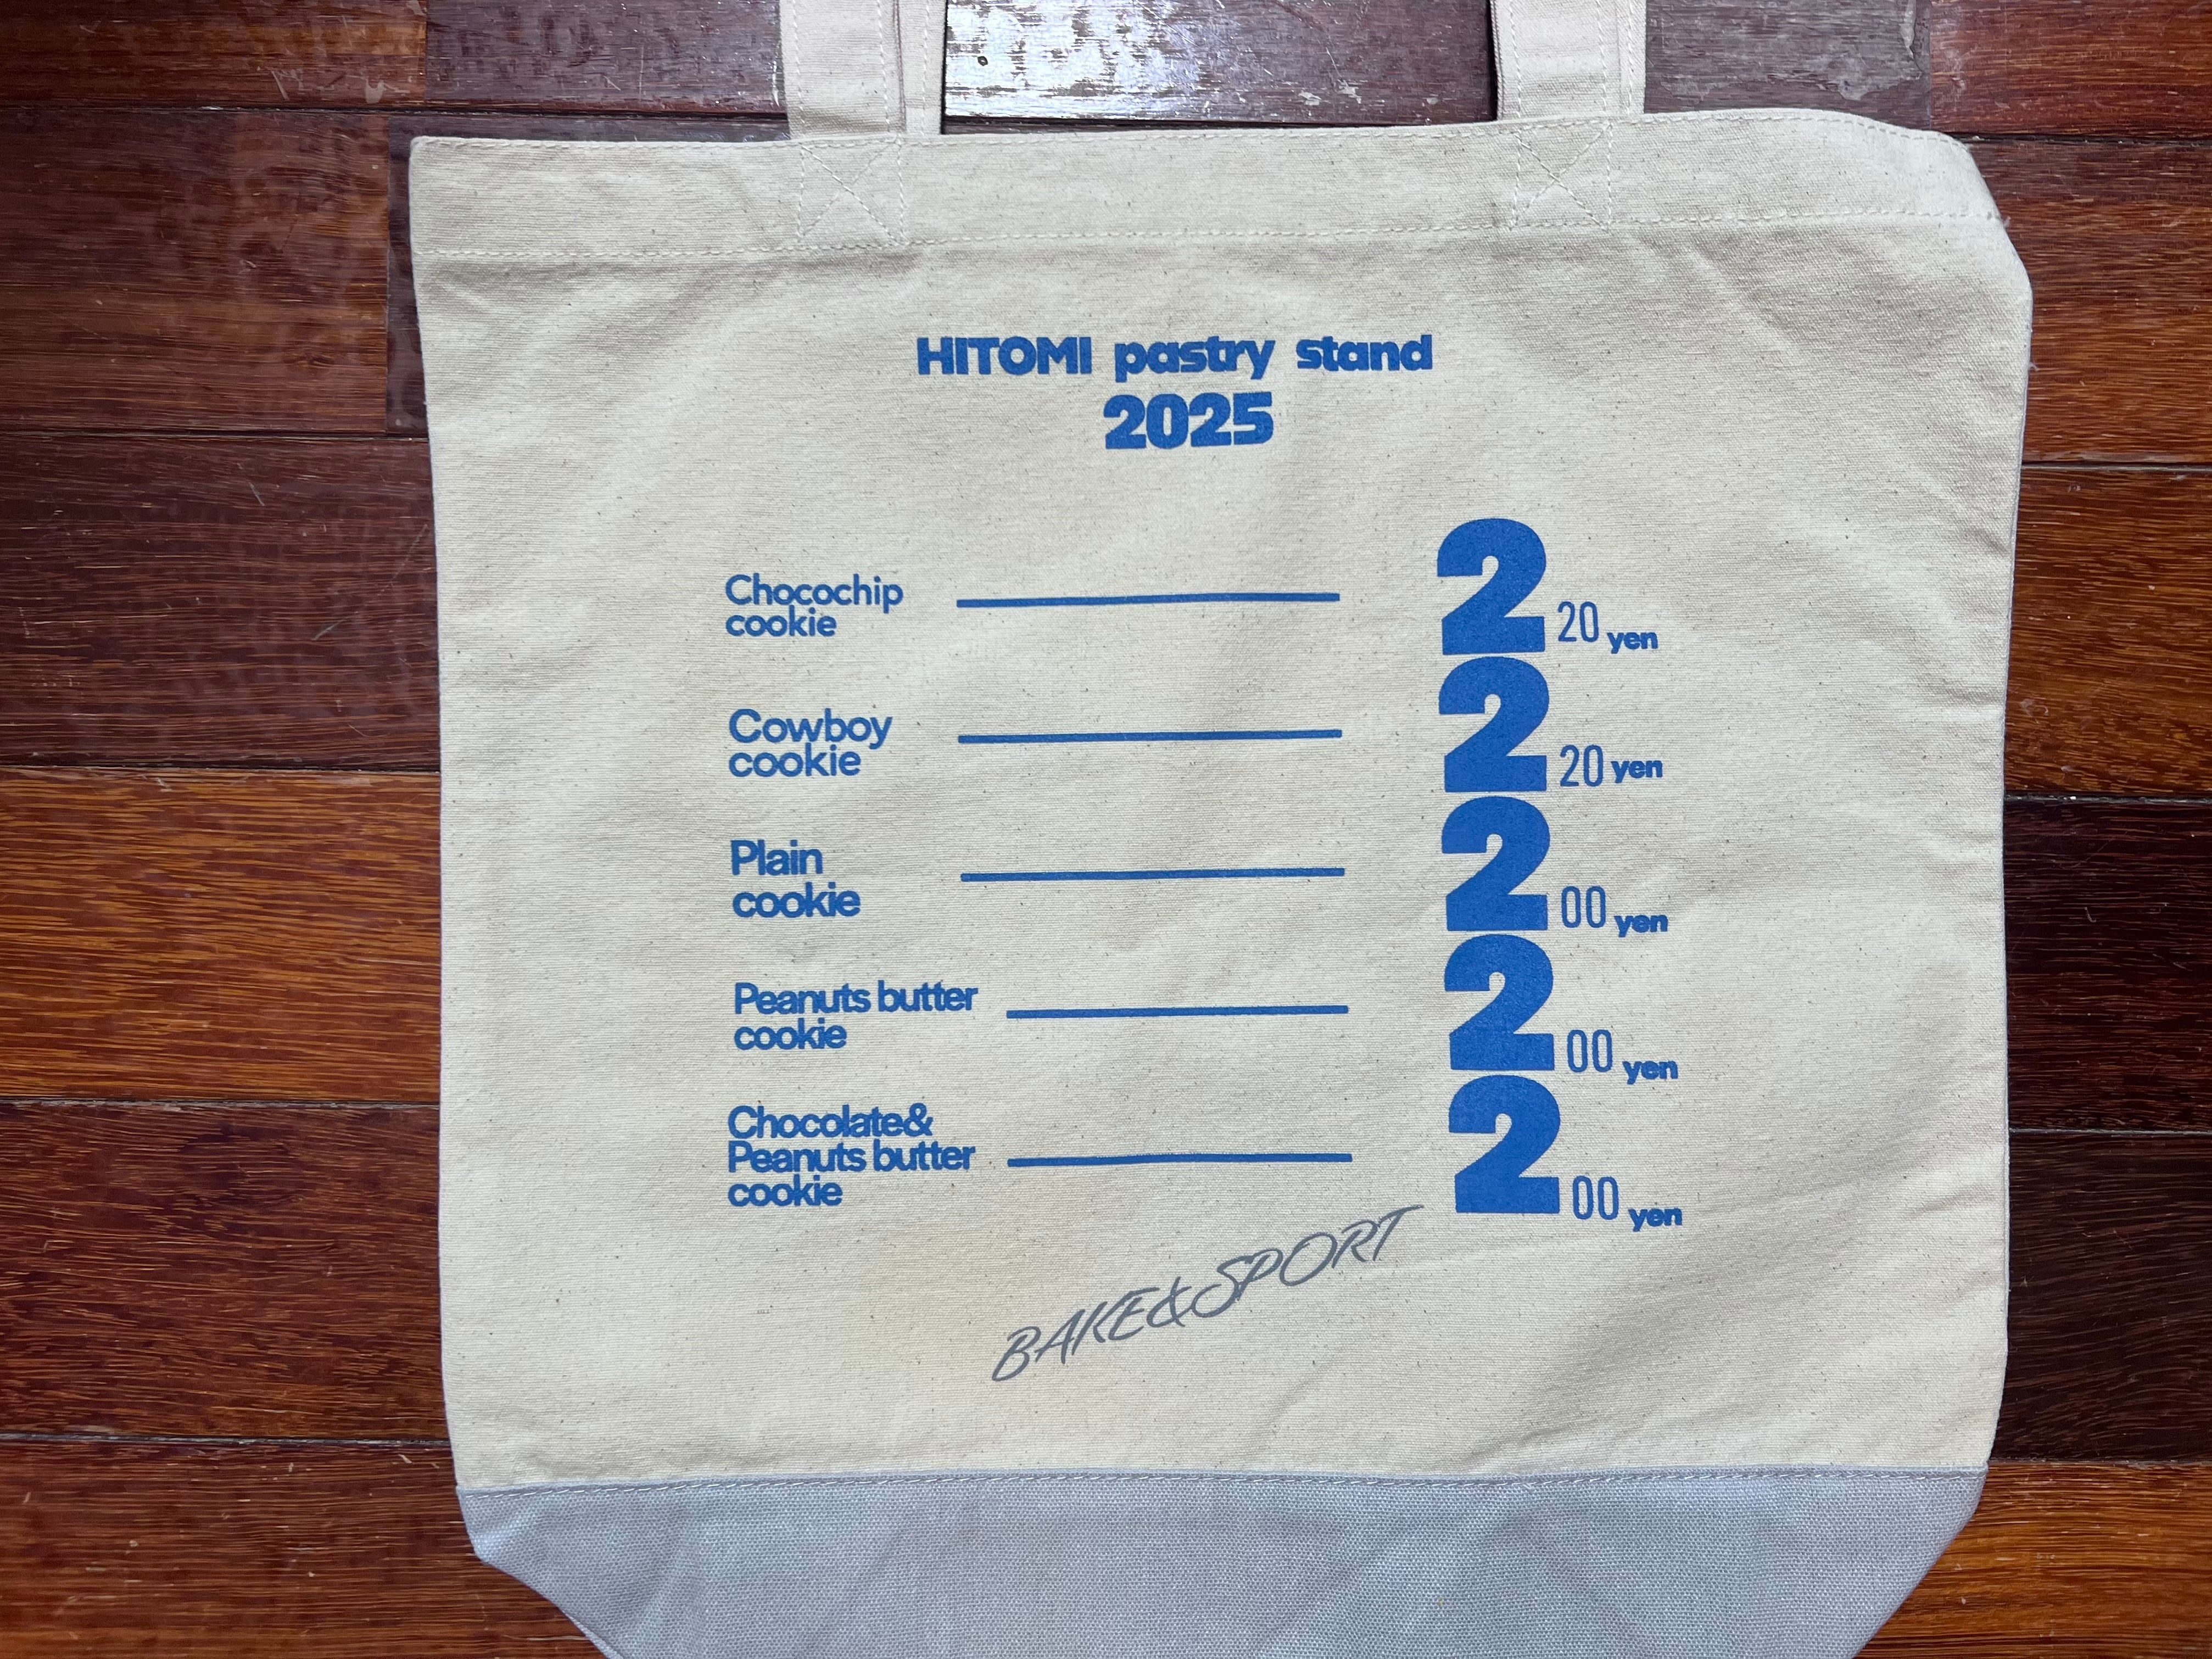 HITOMI pastry stand
2025
Chocochip
cookie
220 yen
Cowboy
cookie
220 yen
Plain
cookie
200 yen
Peanuts butter
cookie
200 yen
Chocolate&
Peanuts butter
cookie
200 yen
BAKE&SPORT